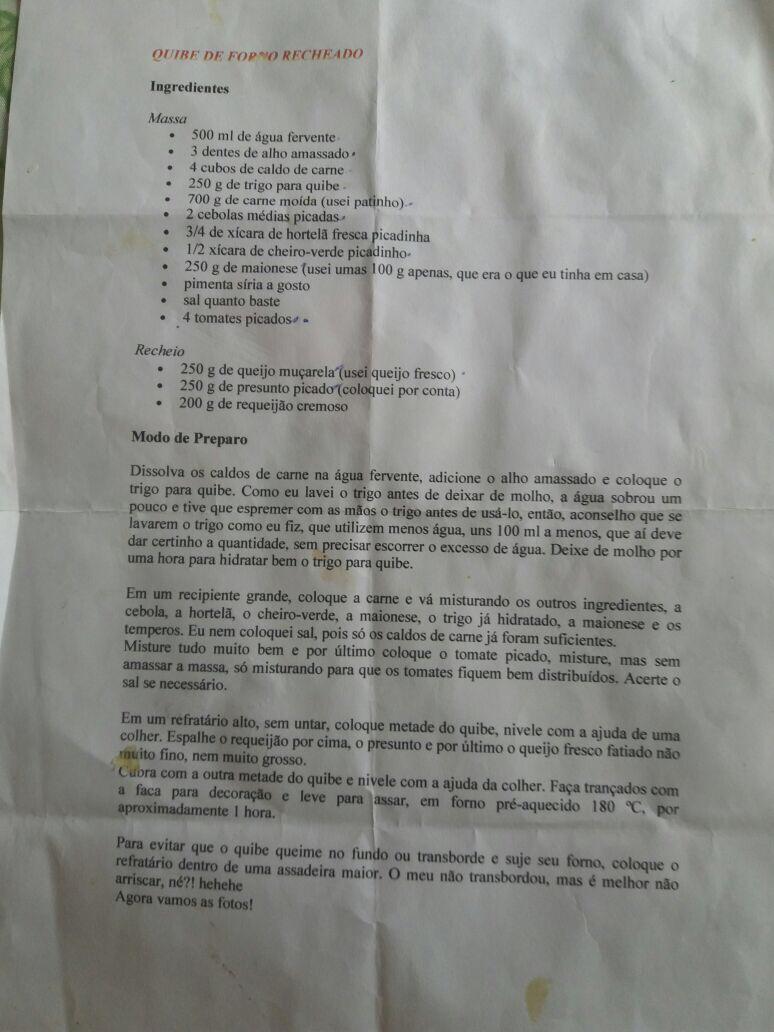 QUIBE DE FORNO RECHEADO
Ingredientes
Massa
• 500 ml de água fervente
• 3 dentes de alho amassado
• 4 cubos de caldo de carne
• 250 g de trigo para quibe
• 700 g de carne moída (usei patinho)
• 2 cebolas médias picadas
• 3/4 de xícara de hortelã fresca picadinha
• 1/2 xícara de cheiro-verde picadinho
• 250 g de maionese (usei umas 100 g apenas, que era o que eu tinha em casa)
• pimenta síria a gosto
• sal quanto baste
• 4 tomates picados
Recheio
• 250 g de queijo muçarela (usei queijo fresco)
• 250 g de presunto picado (coloquei por conta)
• 200 g de requeijão cremoso
Modo de Preparo
Dissolva os caldos de carne na água fervente, adicione o alho amassado e coloque o
trigo para quibe. Como eu lavei o trigo antes de deixar de molho, a água sobrou um
pouco e tive que espremer com as mãos o trigo antes de usá-lo, então, aconselho que se
lavarem o trigo como eu fiz, que utilizem menos água, uns 100 ml a menos, que aí deve
dar certinho a quantidade, sem precisar escorrer o excesso de água. Deixe de molho por
uma hora para hidratar bem o trigo para quibe.
Em um recipiente grande, coloque a carne e vá misturando os outros ingredientes, a
cebola, a hortelã, o cheiro-verde, a maionese, o trigo já hidratado, a maionese e os
temperos. Eu nem coloquei sal, pois só os caldos de carne já foram suficientes.
Misture tudo muito bem e por último coloque o tomate picado, misture, mas sem
amassar a massa, só misturando para que os tomates fiquem bem distribuídos. Acerte o
sal se necessário.
Em um refratário alto, sem untar, coloque metade do quibe, nivele com a ajuda de uma
colher. Espalhe o requeijão por cima, o presunto e por último o queijo fresco fatiado não
muito fino, nem muito grosso.
Cubra com a outra metade do quibe e nivele com a ajuda da colher. Faça trançados com
a faca para decoração e leve para assar, em forno pré-aquecido 180 ºC, por
aproximadamente 1 hora.
Para evitar que o quibe queime no fundo ou transborde e suje seu forno, coloque o
refratário dentro de uma assadeira maior. O meu não transbordou, mas é melhor não
arriscar, né?! hehehe
Agora vamos as fotos!